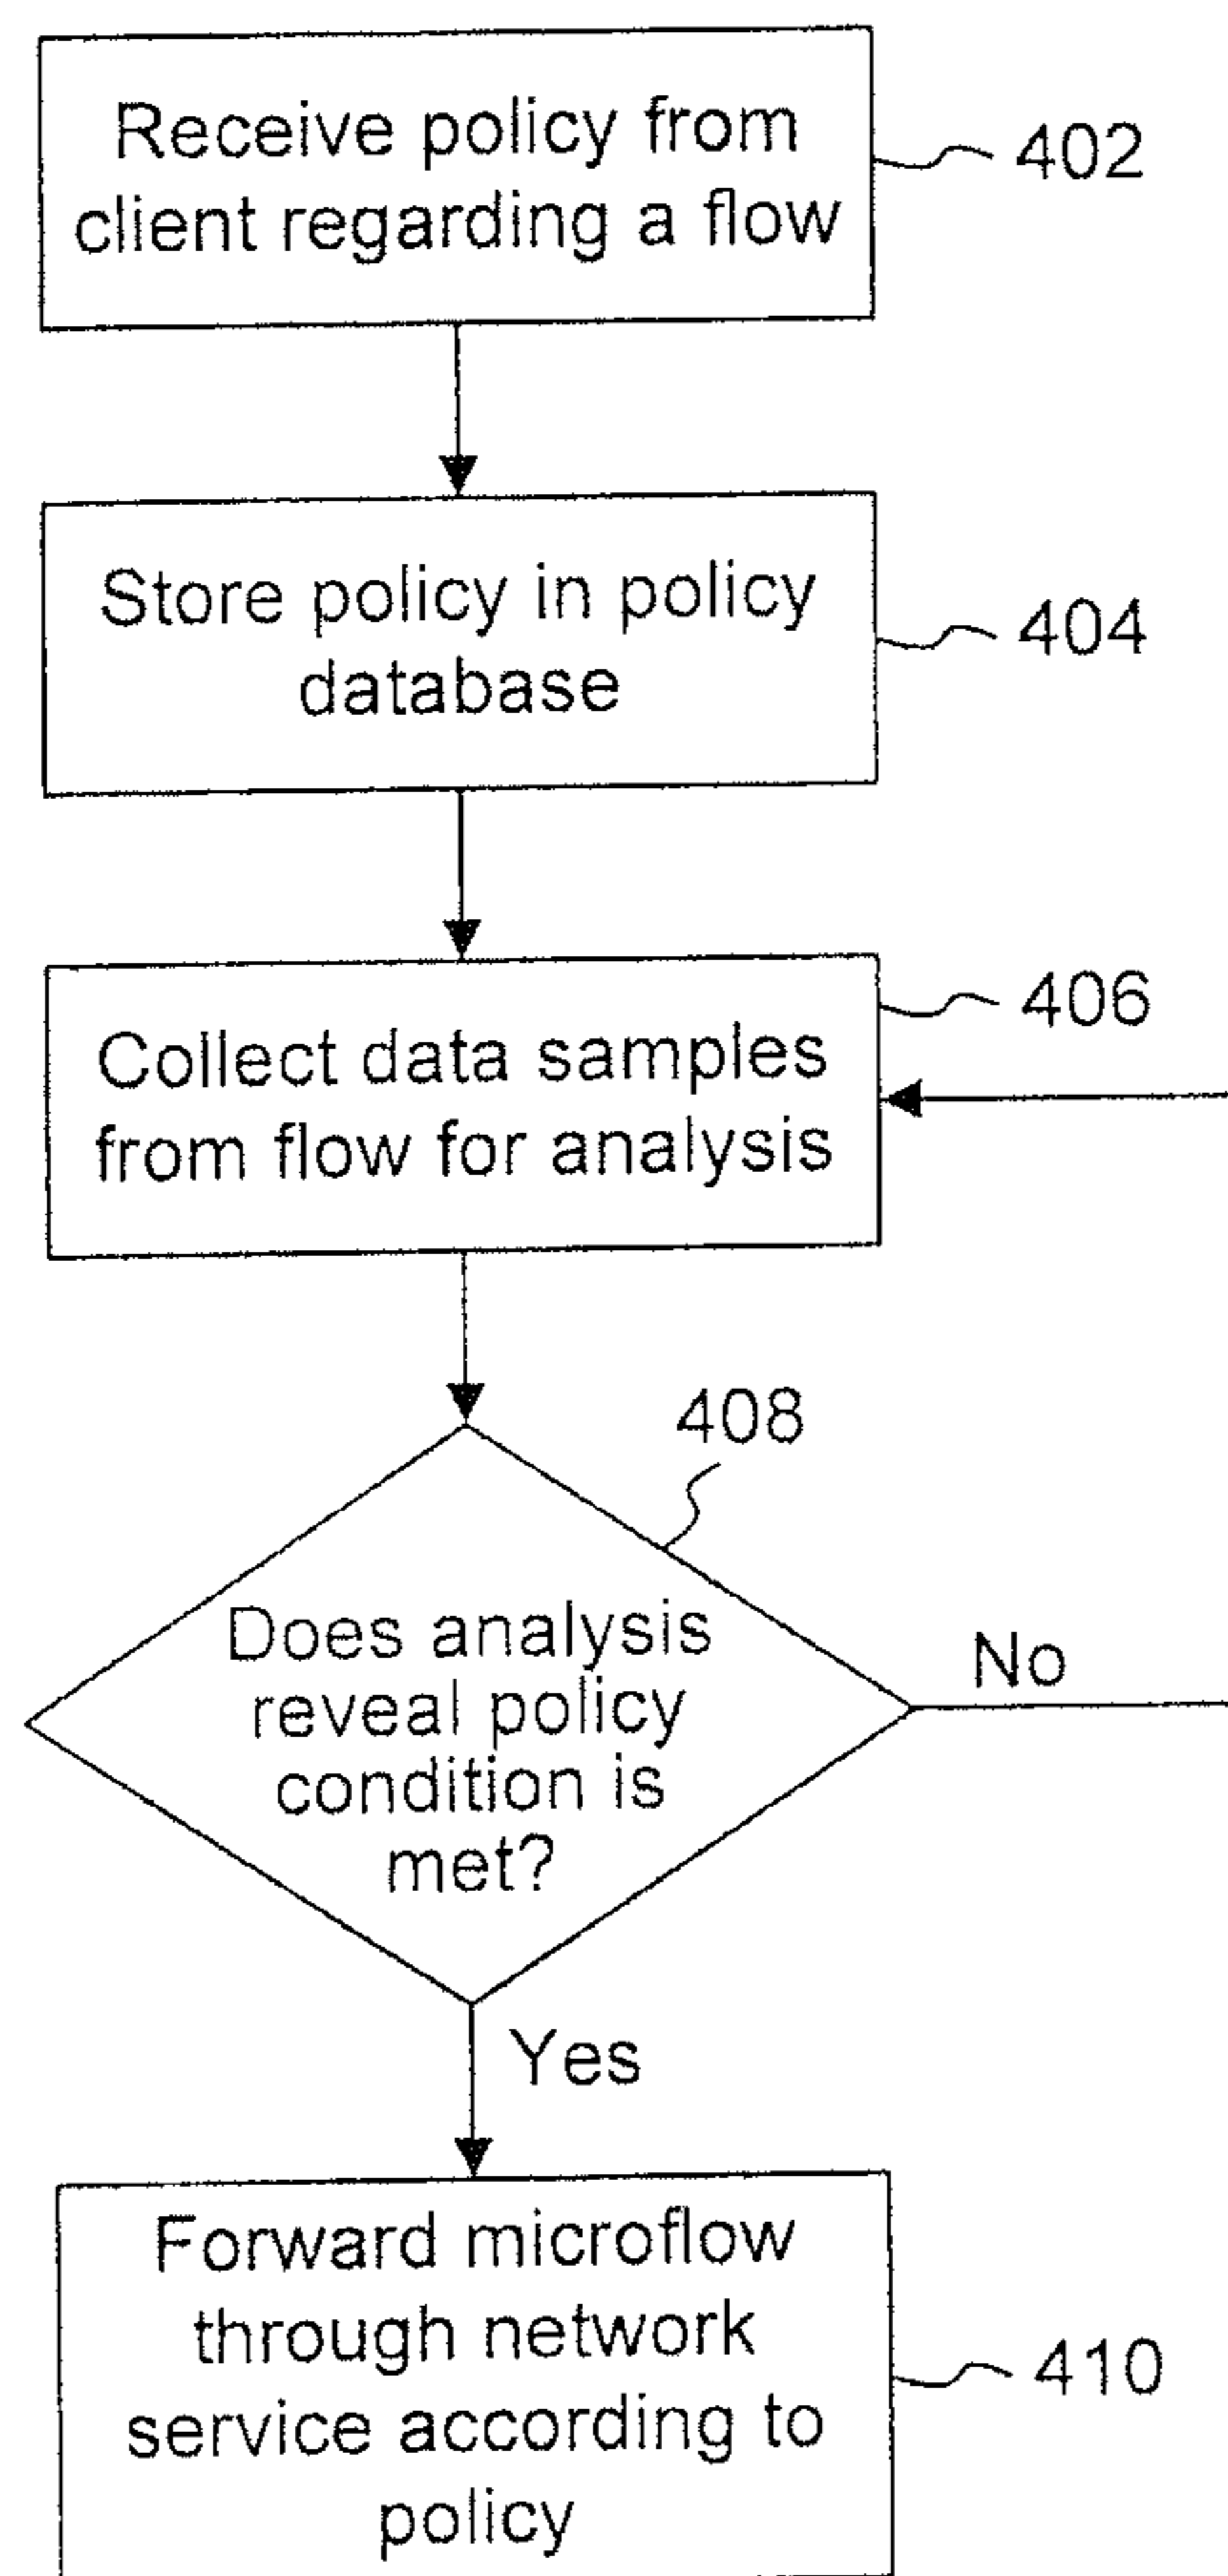 Receive policy from
client regarding a flow
402
Store policy in policy
database
404
406
Collect data samples
from flow for analysis
408
Does analysis
reveal policy
condition is
met?
No
Yes
Forward microflow
through network
service according to
policy
410